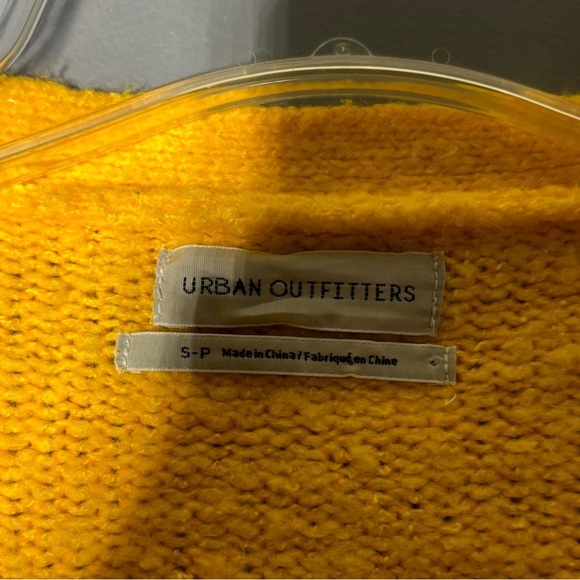 URBAN OUTFITTERS
S-P Made in China / Fabriqué en Chine